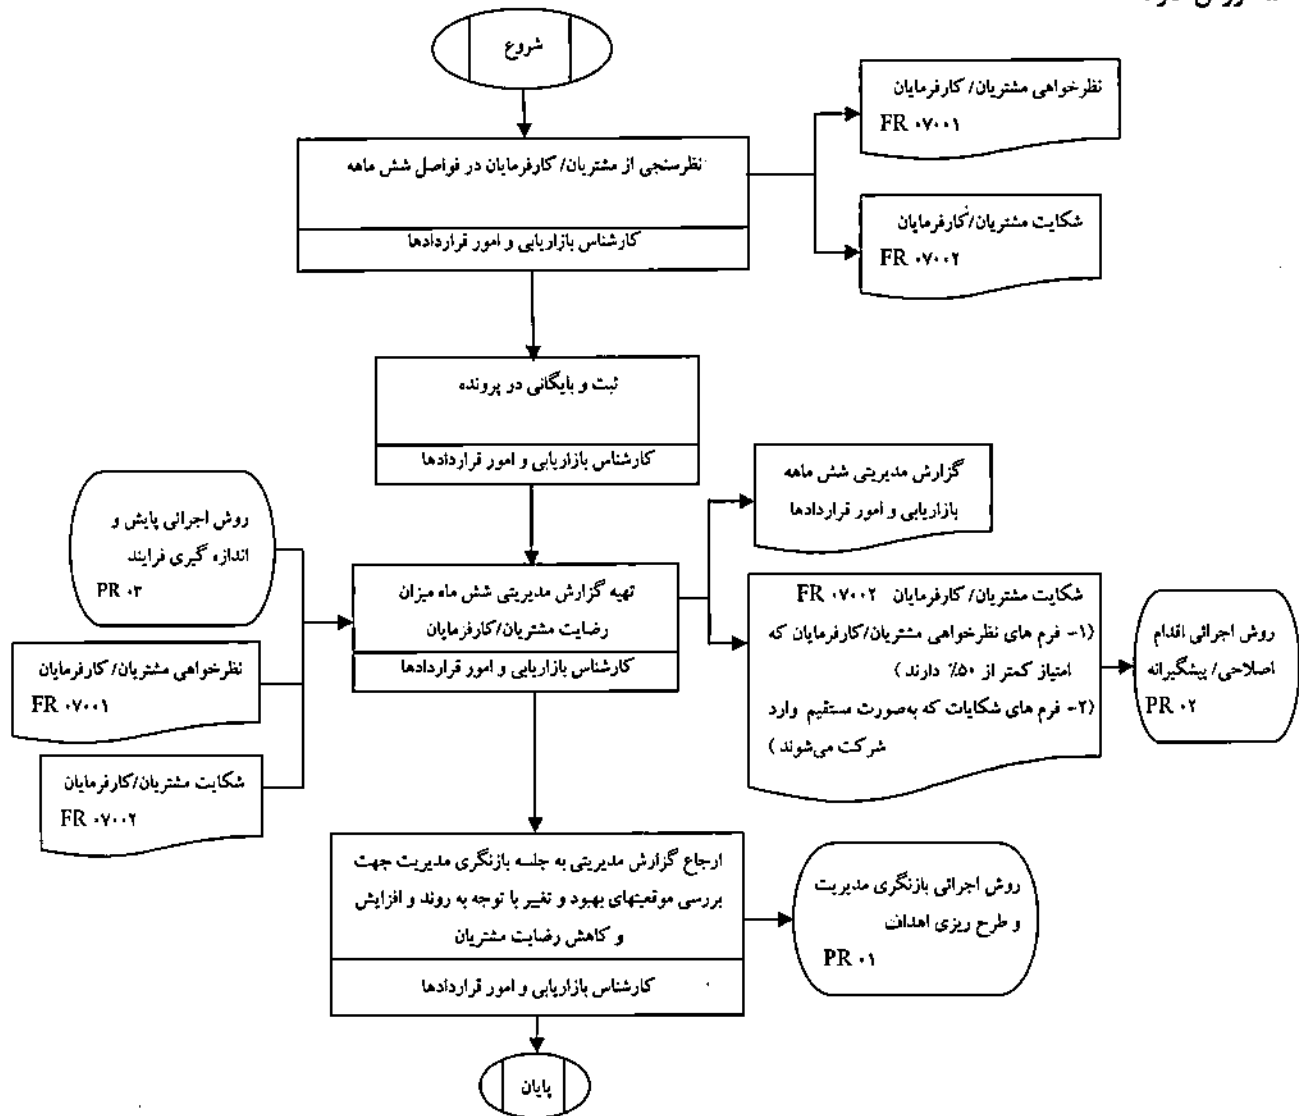 شروع
نظرخواهی مشتریان/ کارفرمایان
FR ۰۷۰۰۱
نظرسنجی از مشتریان/ کارفرمایان در فواصل شش ماهه
کارشناس بازاریابی و امور قراردادها
شکایت مشتریان/کارفرمایان
FR ۰۷۰۰۲
ثبت و بایگانی در پرونده
کارشناس بازاریابی و امور قراردادها
گزارش مدیریتی شش ماهه
بازاریابی و امور قراردادها
روش اجرائی پایش و
اندازه گیری فرایند
PR ۰۳
تهیه گزارش مدیریتی شش ماه میزان
رضایت مشتریان/کارفرمایان
کارشناس بازاریابی و امور قراردادها
شکایت مشتریان/ کارفرمایان FR ۰۷۰۰۲
(۱- فرم های نظرخواهی مشتریان/کارفرمایان که
امتیاز کمتر از ۵۰٪ دارند )
(۲- فرم های شکایات که به‌صورت مستقیم وارد
شرکت می‌شوند )
روش اجرائی اقدام
اصلاحی/ پیشگیرانه
PR ۰۲
نظرخواهی مشتریان/ کارفرمایان
FR ۰۷۰۰۱
شکایت مشتریان/کارفرمایان
FR ۰۷۰۰۲
ارجاع گزارش مدیریتی به جلسه بازنگری مدیریت جهت
بررسی موقعیتهای بهبود و تغییر با توجه به روند و افزایش
و کاهش رضایت مشتریان
کارشناس بازاریابی و امور قراردادها
روش اجرائی بازنگری مدیریت
و طرح ریزی اهداف
PR ۰۱
پایان